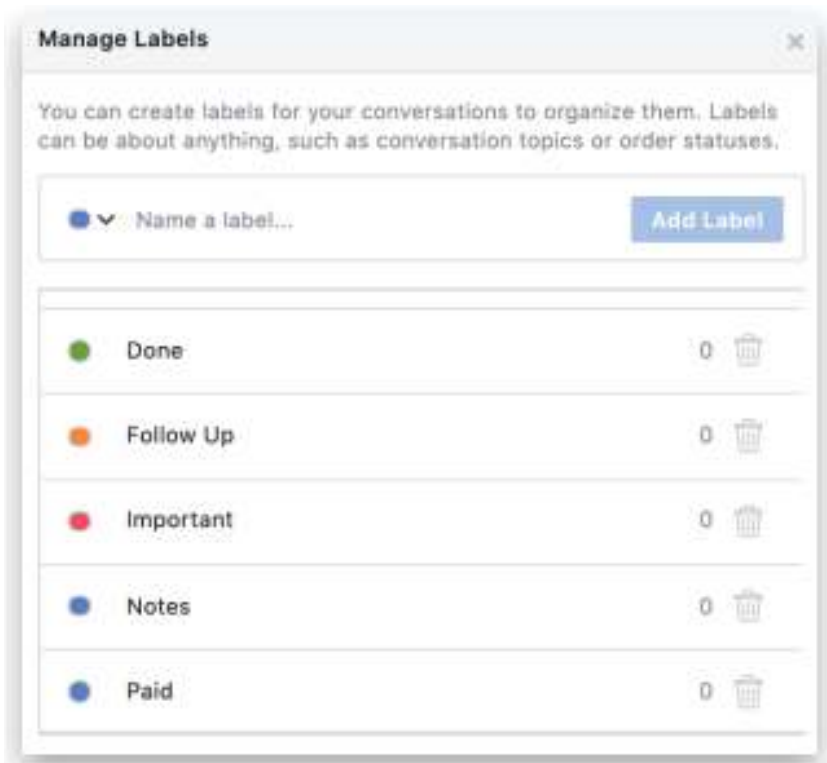 Manage Labels
You can create labels for your conversations to organize them. Labels
can be about anything, such as conversation topics or order statuses.
Name a label... Add Label
Done 0
Follow Up 0
Important 0
Notes 0
Paid 0